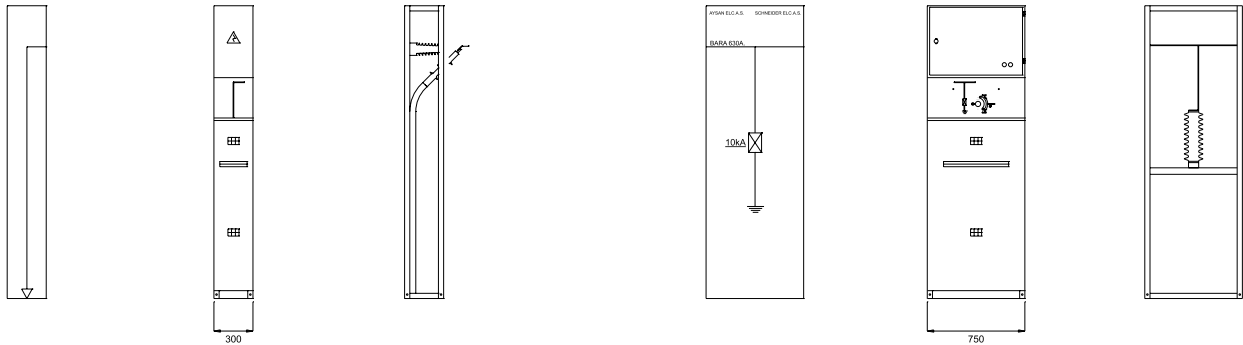 AYSAN ELC.A.S. SCHNEIDER ELC.A.S.
BARA 630A.
10kA
300
750